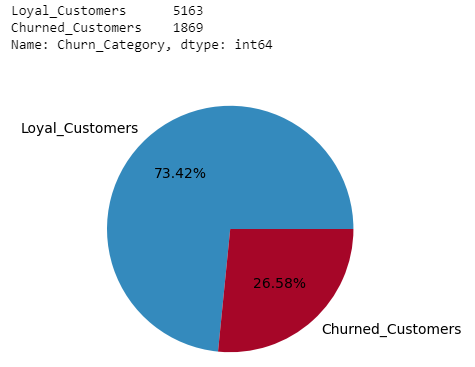 Loyal_Customers 5163
Churned_Customers 1869
Name: Churn_Category, dtype: int64
Loyal_Customers
73.42%
26.58%
Churned_Customers